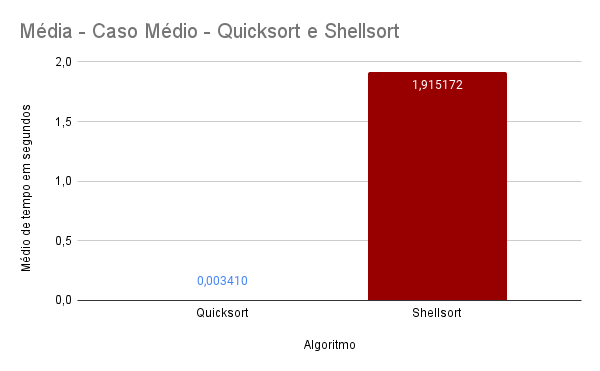 Média - Caso Médio - Quicksort e Shellsort
Médio de tempo em segundos
2,0
1,5
1,0
0,5
0,0
0,003410
1,915172
Quicksort
Shellsort
Algoritmo